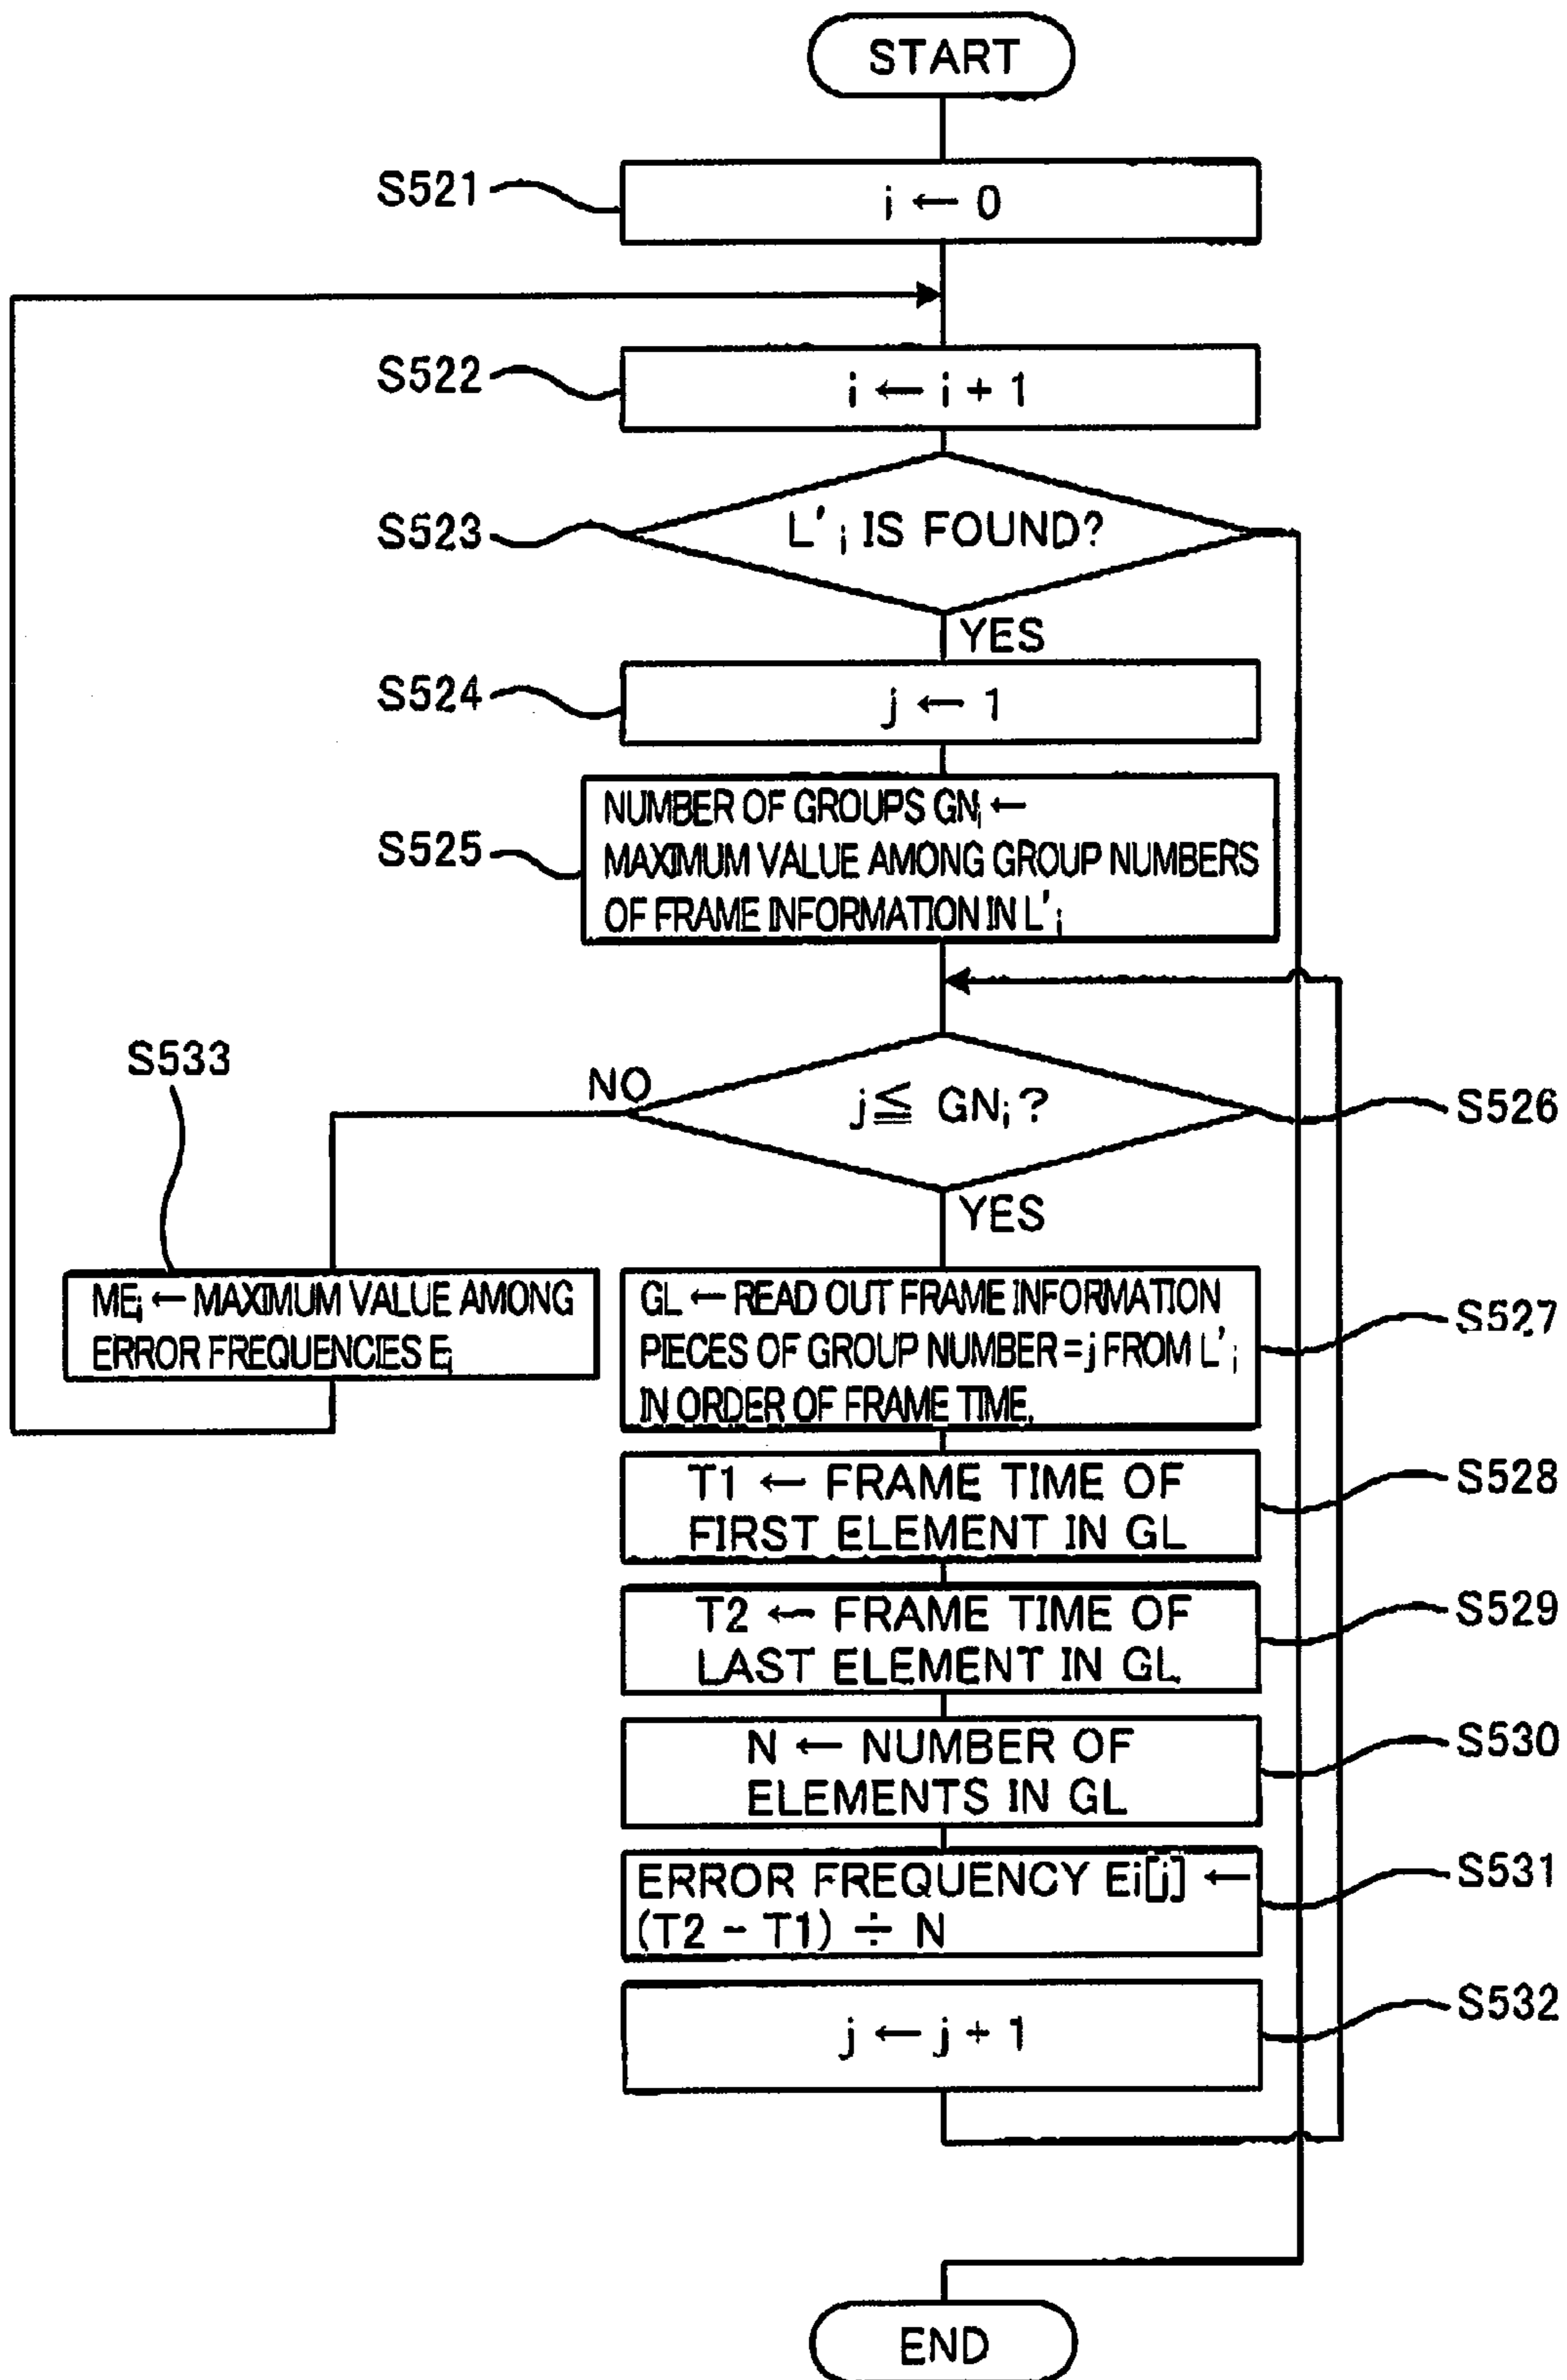 START
S521
i ← 0
S522
i ← i + 1
S523
L'i IS FOUND?
YES
S524
j ← 1
S525
NUMBER OF GROUPS GNi ←
MAXIMUM VALUE AMONG GROUP NUMBERS
OF FRAME INFORMATION IN L'i
S533
NO
j ≦ GNi ?
S526
YES
MEi ← MAXIMUM VALUE AMONG
ERROR FREQUENCIES Ei
GL ← READ OUT FRAME INFORMATION
PIECES OF GROUP NUMBER = j FROM L'i
IN ORDER OF FRAME TIME.
S527
T1 ← FRAME TIME OF
FIRST ELEMENT IN GL
S528
T2 ← FRAME TIME OF
LAST ELEMENT IN GL
S529
N ← NUMBER OF
ELEMENTS IN GL
S530
ERROR FREQUENCY Ei[j] ←
(T2 - T1) ÷ N
S531
j ← j + 1
S532
END